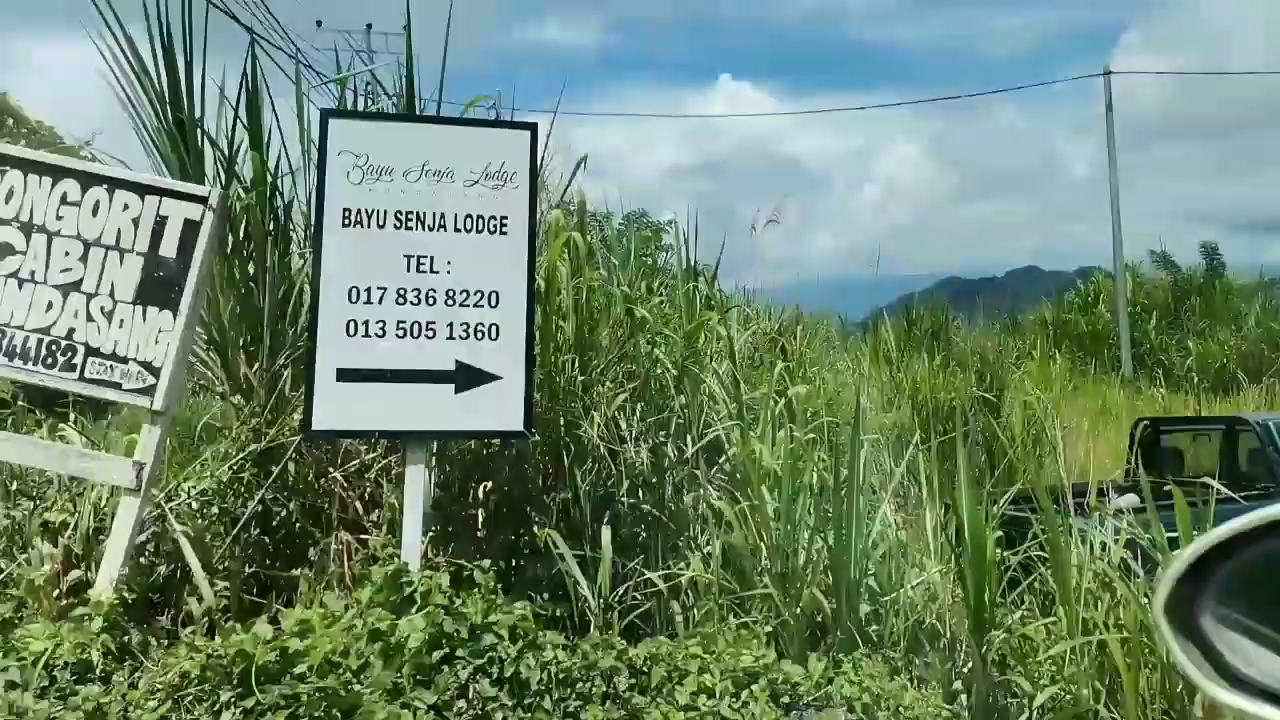 ONGORIT
CABIN
NDASANG
344182
Bayu Senja Lodge
BAYU SENJA LODGE
TEL :
017 836 8220
013 505 1360